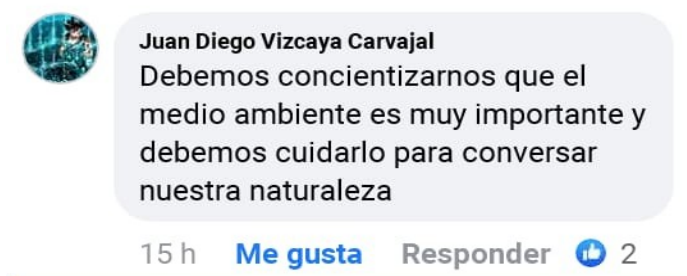 Juan Diego Vizcaya Carvajal
Debemos concientizarnos que el
medio ambiente es muy importante y
debemos cuidarlo para conversar
nuestra naturaleza
15 h Me gusta Responder 2